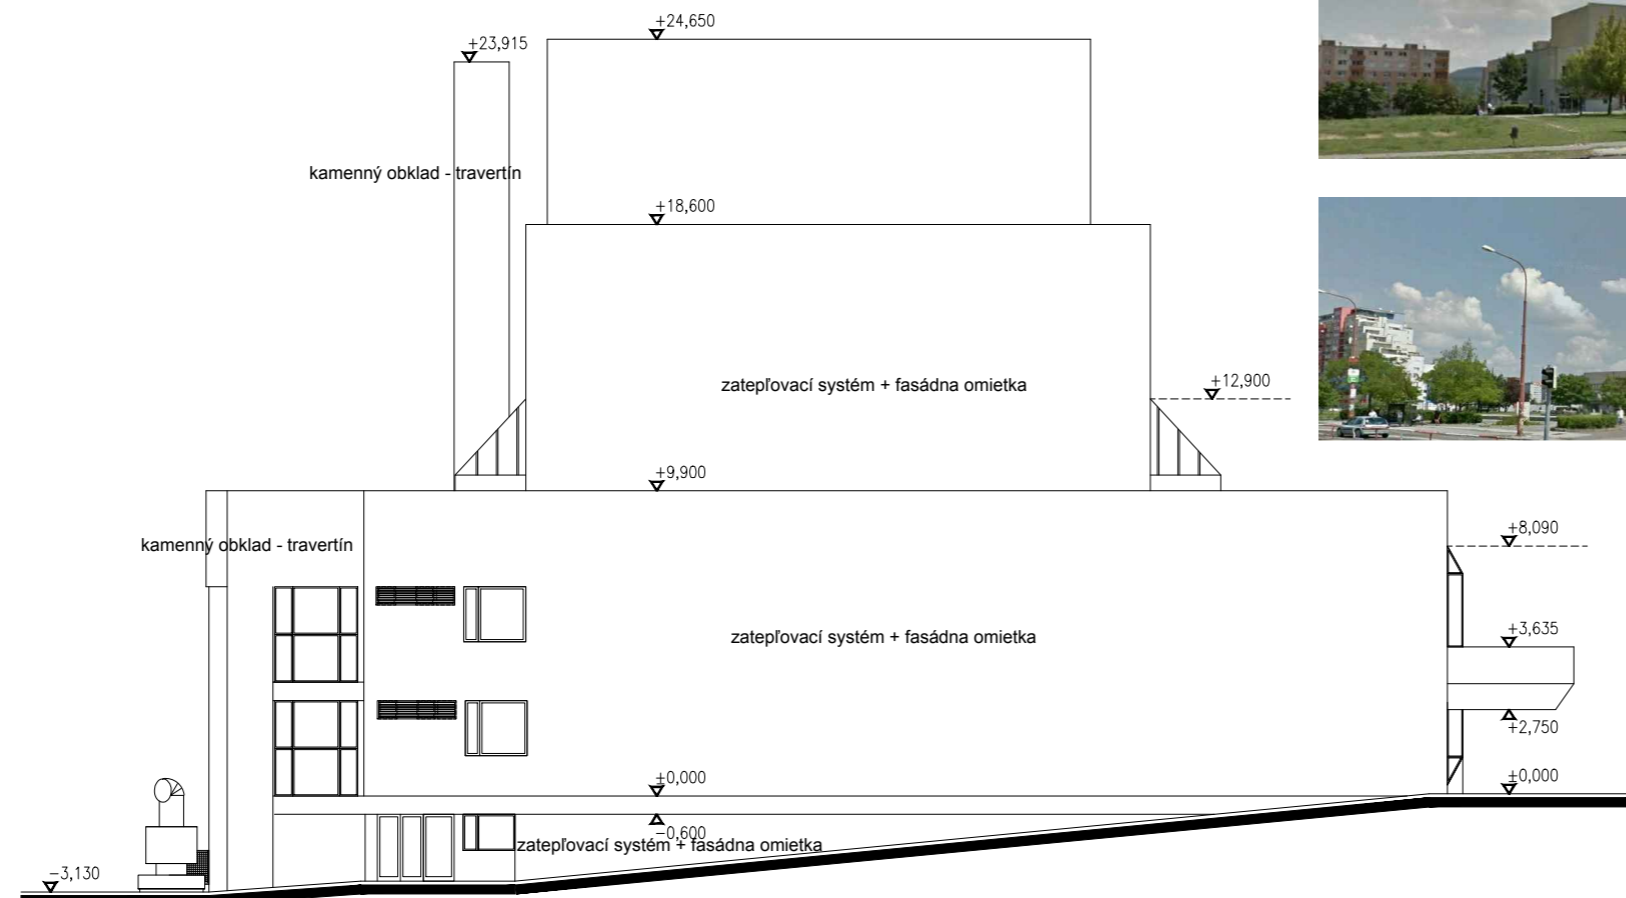 +24,650
+23,915
kamenný obklad - travertín
+18,600
zatepľovací systém + fasádna omietka
+12,900
+9,900
+8,090
kamenný obklad - travertín
zatepľovací systém + fasádna omietka
+3,635
+2,750
±0,000
±0,000
-0,600
zatepľovací systém + fasádna omietka
-3,130